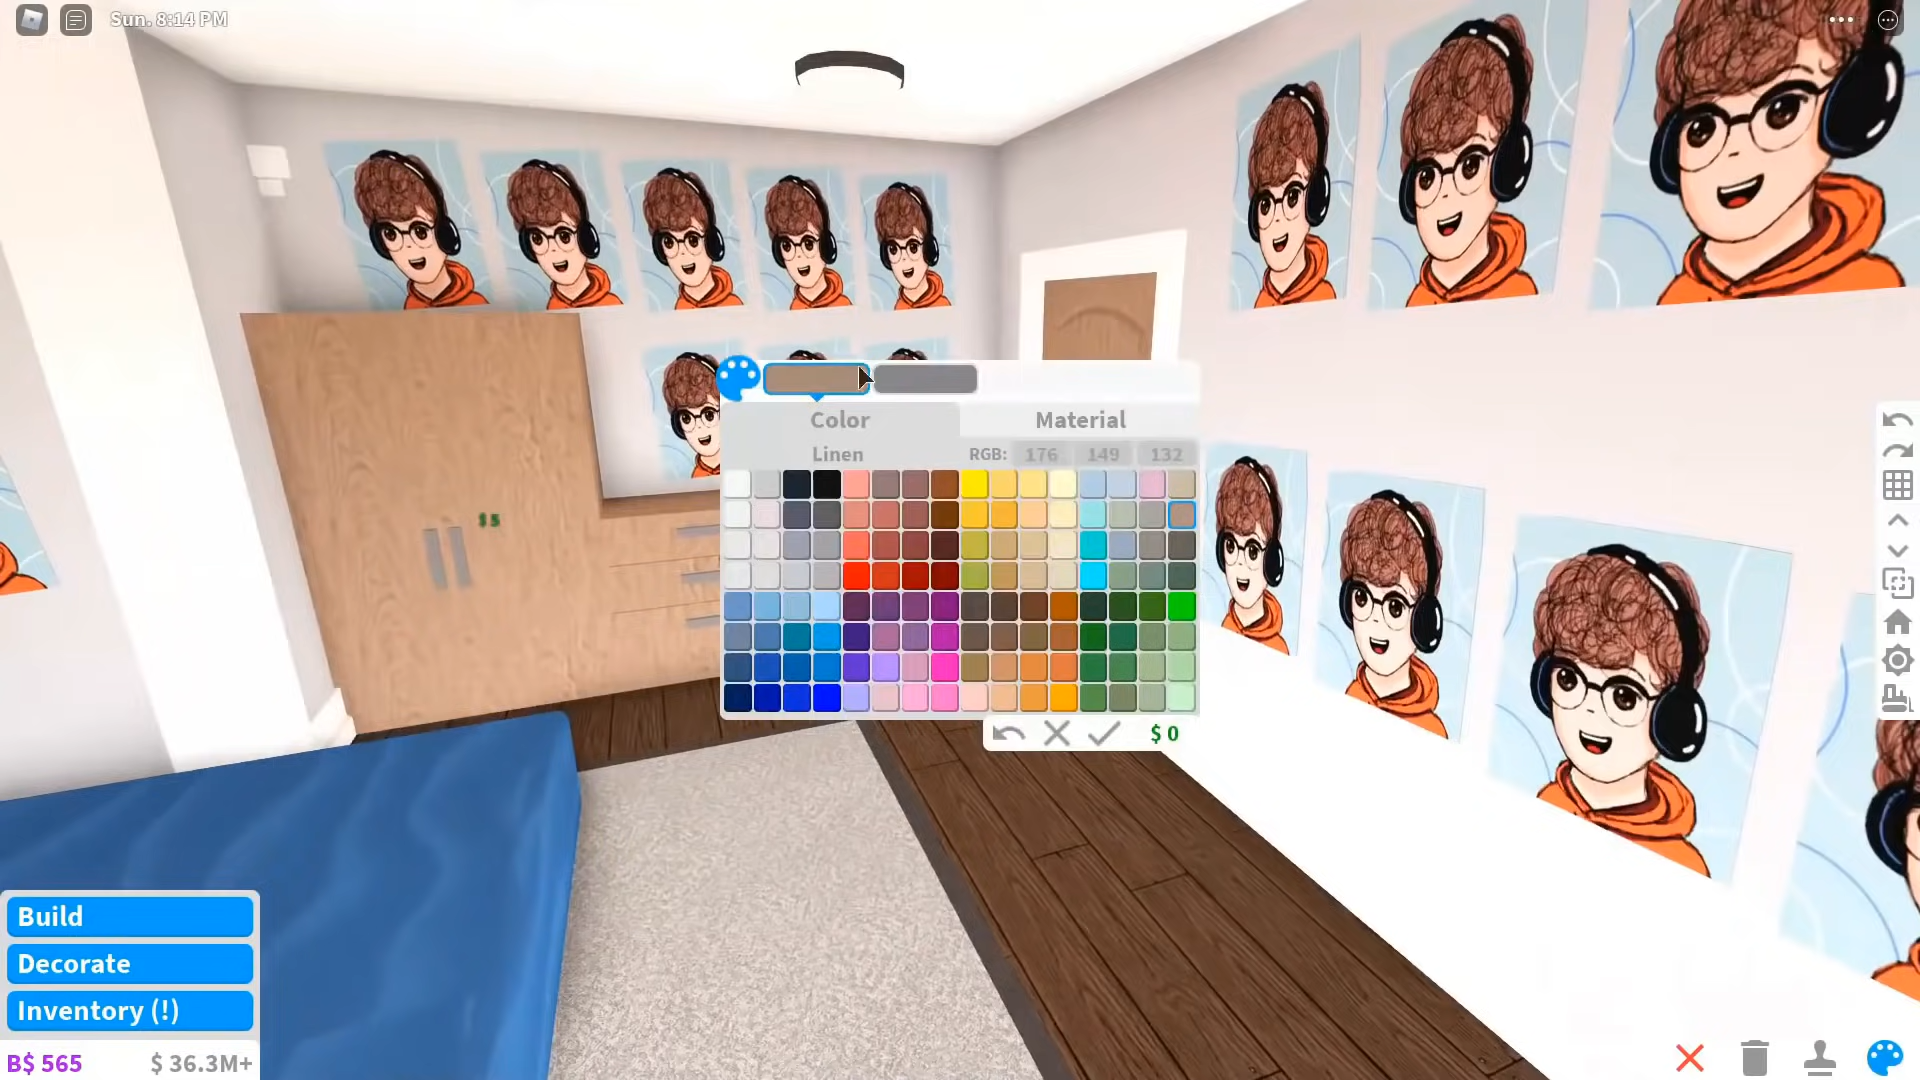 Sun. 8:14 PM
$5
Color
Material
Linen
RGB: 176 149 132
$ 0
Build
Decorate
Inventory (!)
B$ 565
$ 36.3M+